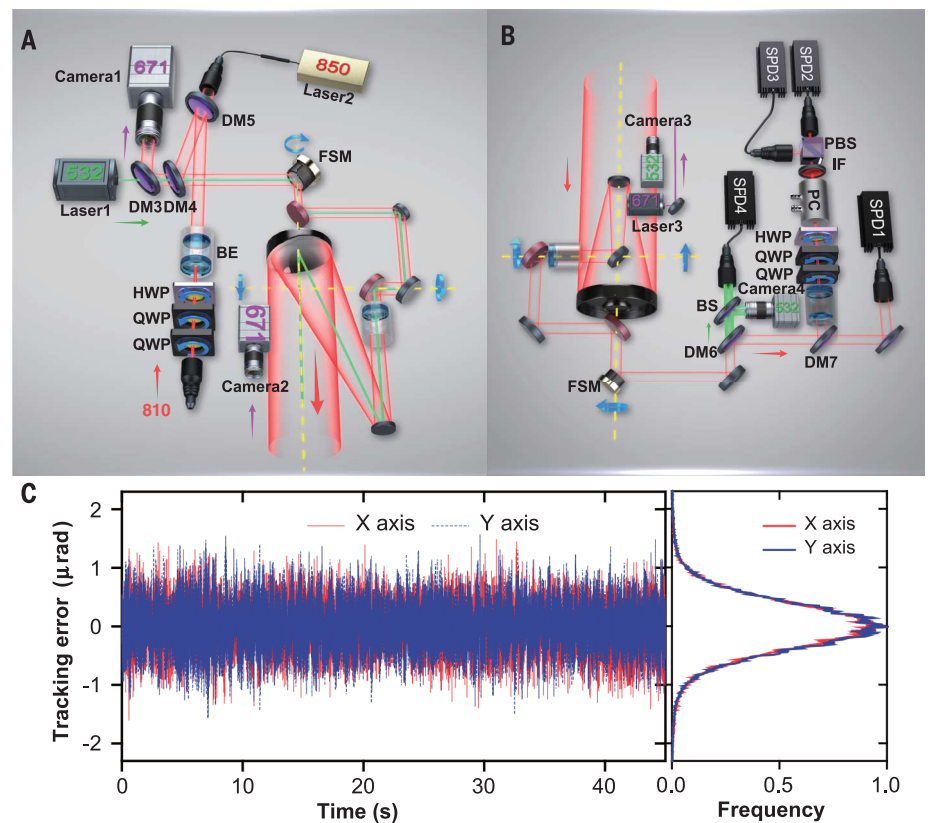 A
Camera1
671
850
Laser2
DM5
FSM
532
Laser1
DM3
DM4
BE
HWP
QWP
QWP
671
Camera2
810
B
SPD3
SPD2
Camera3
532
671
Laser3
PBS
IF
SPD4
PC
SPD1
HWP
QWP
QWP
Camera4
BS
532
DM6
DM7
FSM
C
X axis
Y axis
Tracking error (μrad)
2
1
0
-1
-2
0
10
20
30
40
Time (s)
X axis
Y axis
0.0
0.5
1.0
Frequency